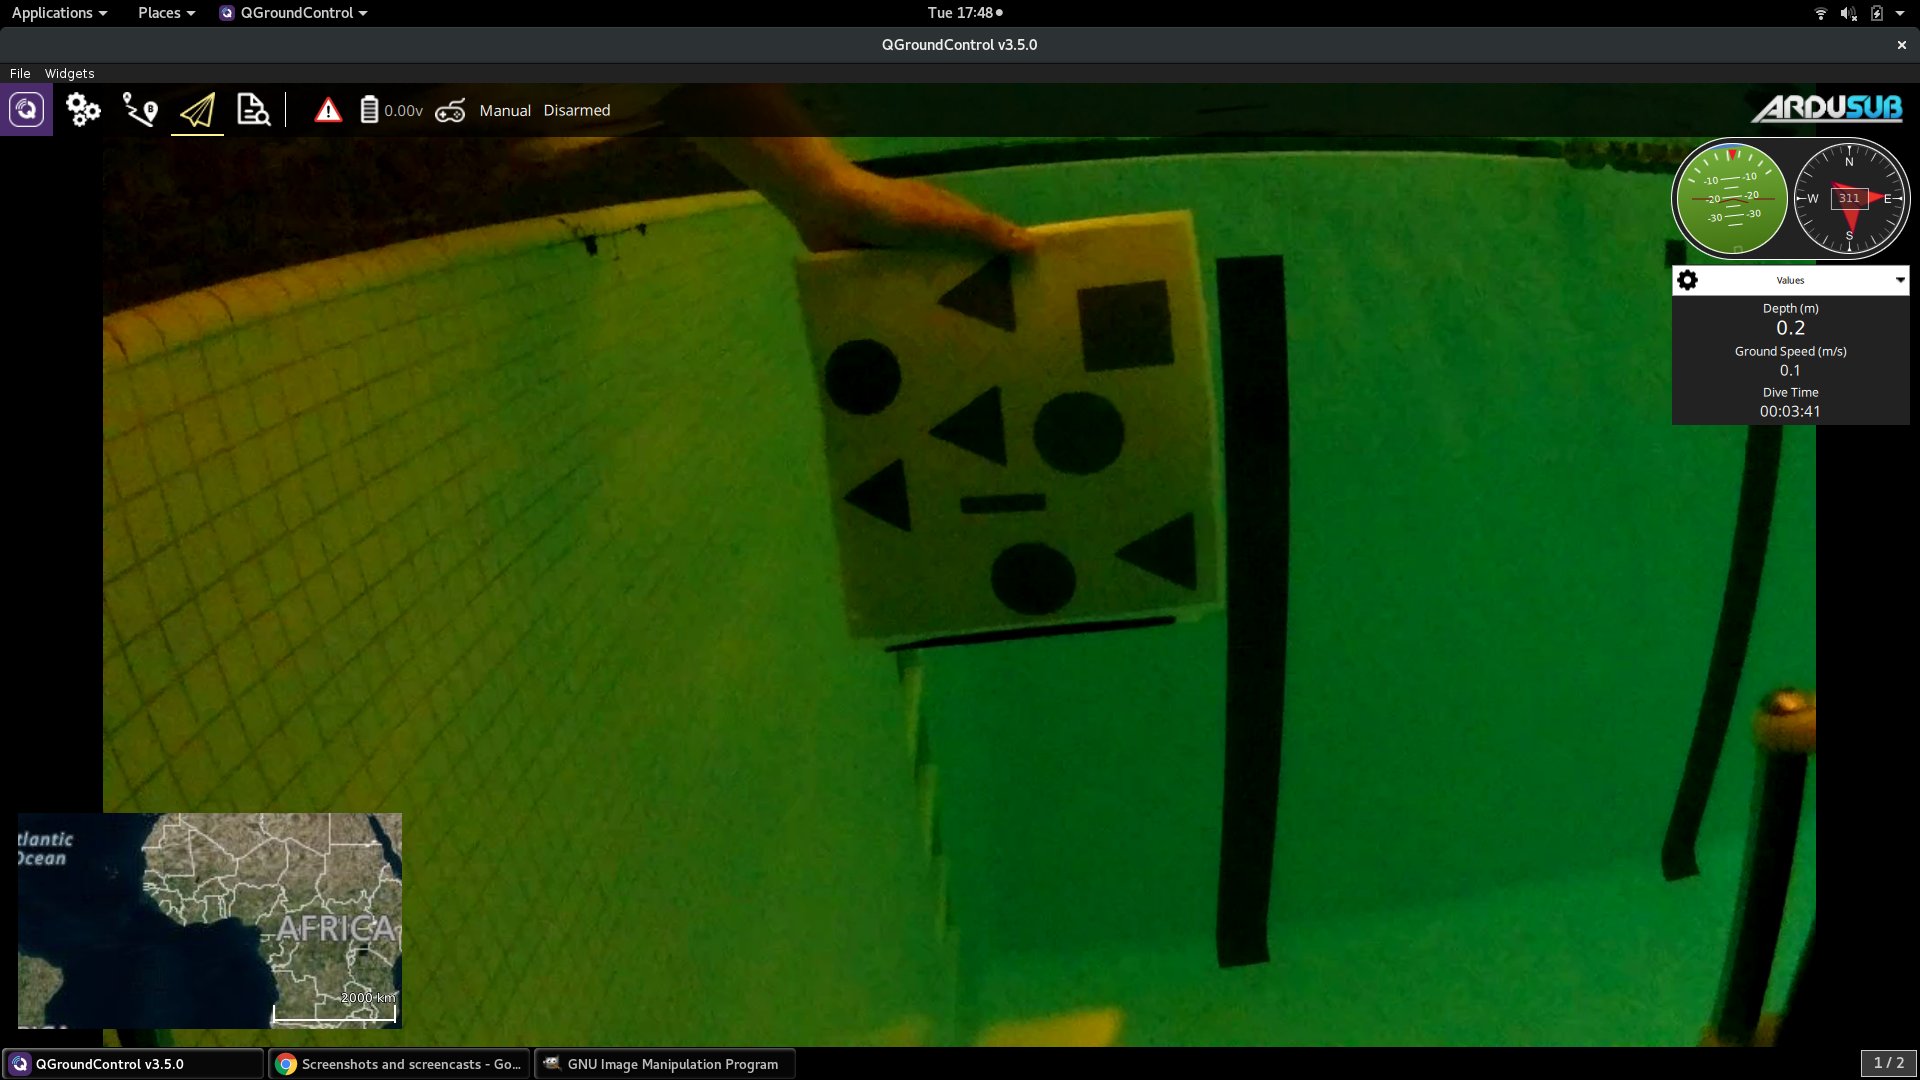 Applications Places QGroundControl Tue 17:48
QGroundControl v3.5.0
File Widgets
0.00v Manual Disarmed ARDUSUB
-10 -10
-20 -20
-30 -30
N
W 311 E
S
Values
Depth (m)
0.2
Ground Speed (m/s)
0.1
Dive Time
00:03:41
tlantic
Ocean
AFRICA
2000 km
QGroundControl v3.5.0 Screenshots and screencasts - Go... GNU Image Manipulation Program 1 / 2